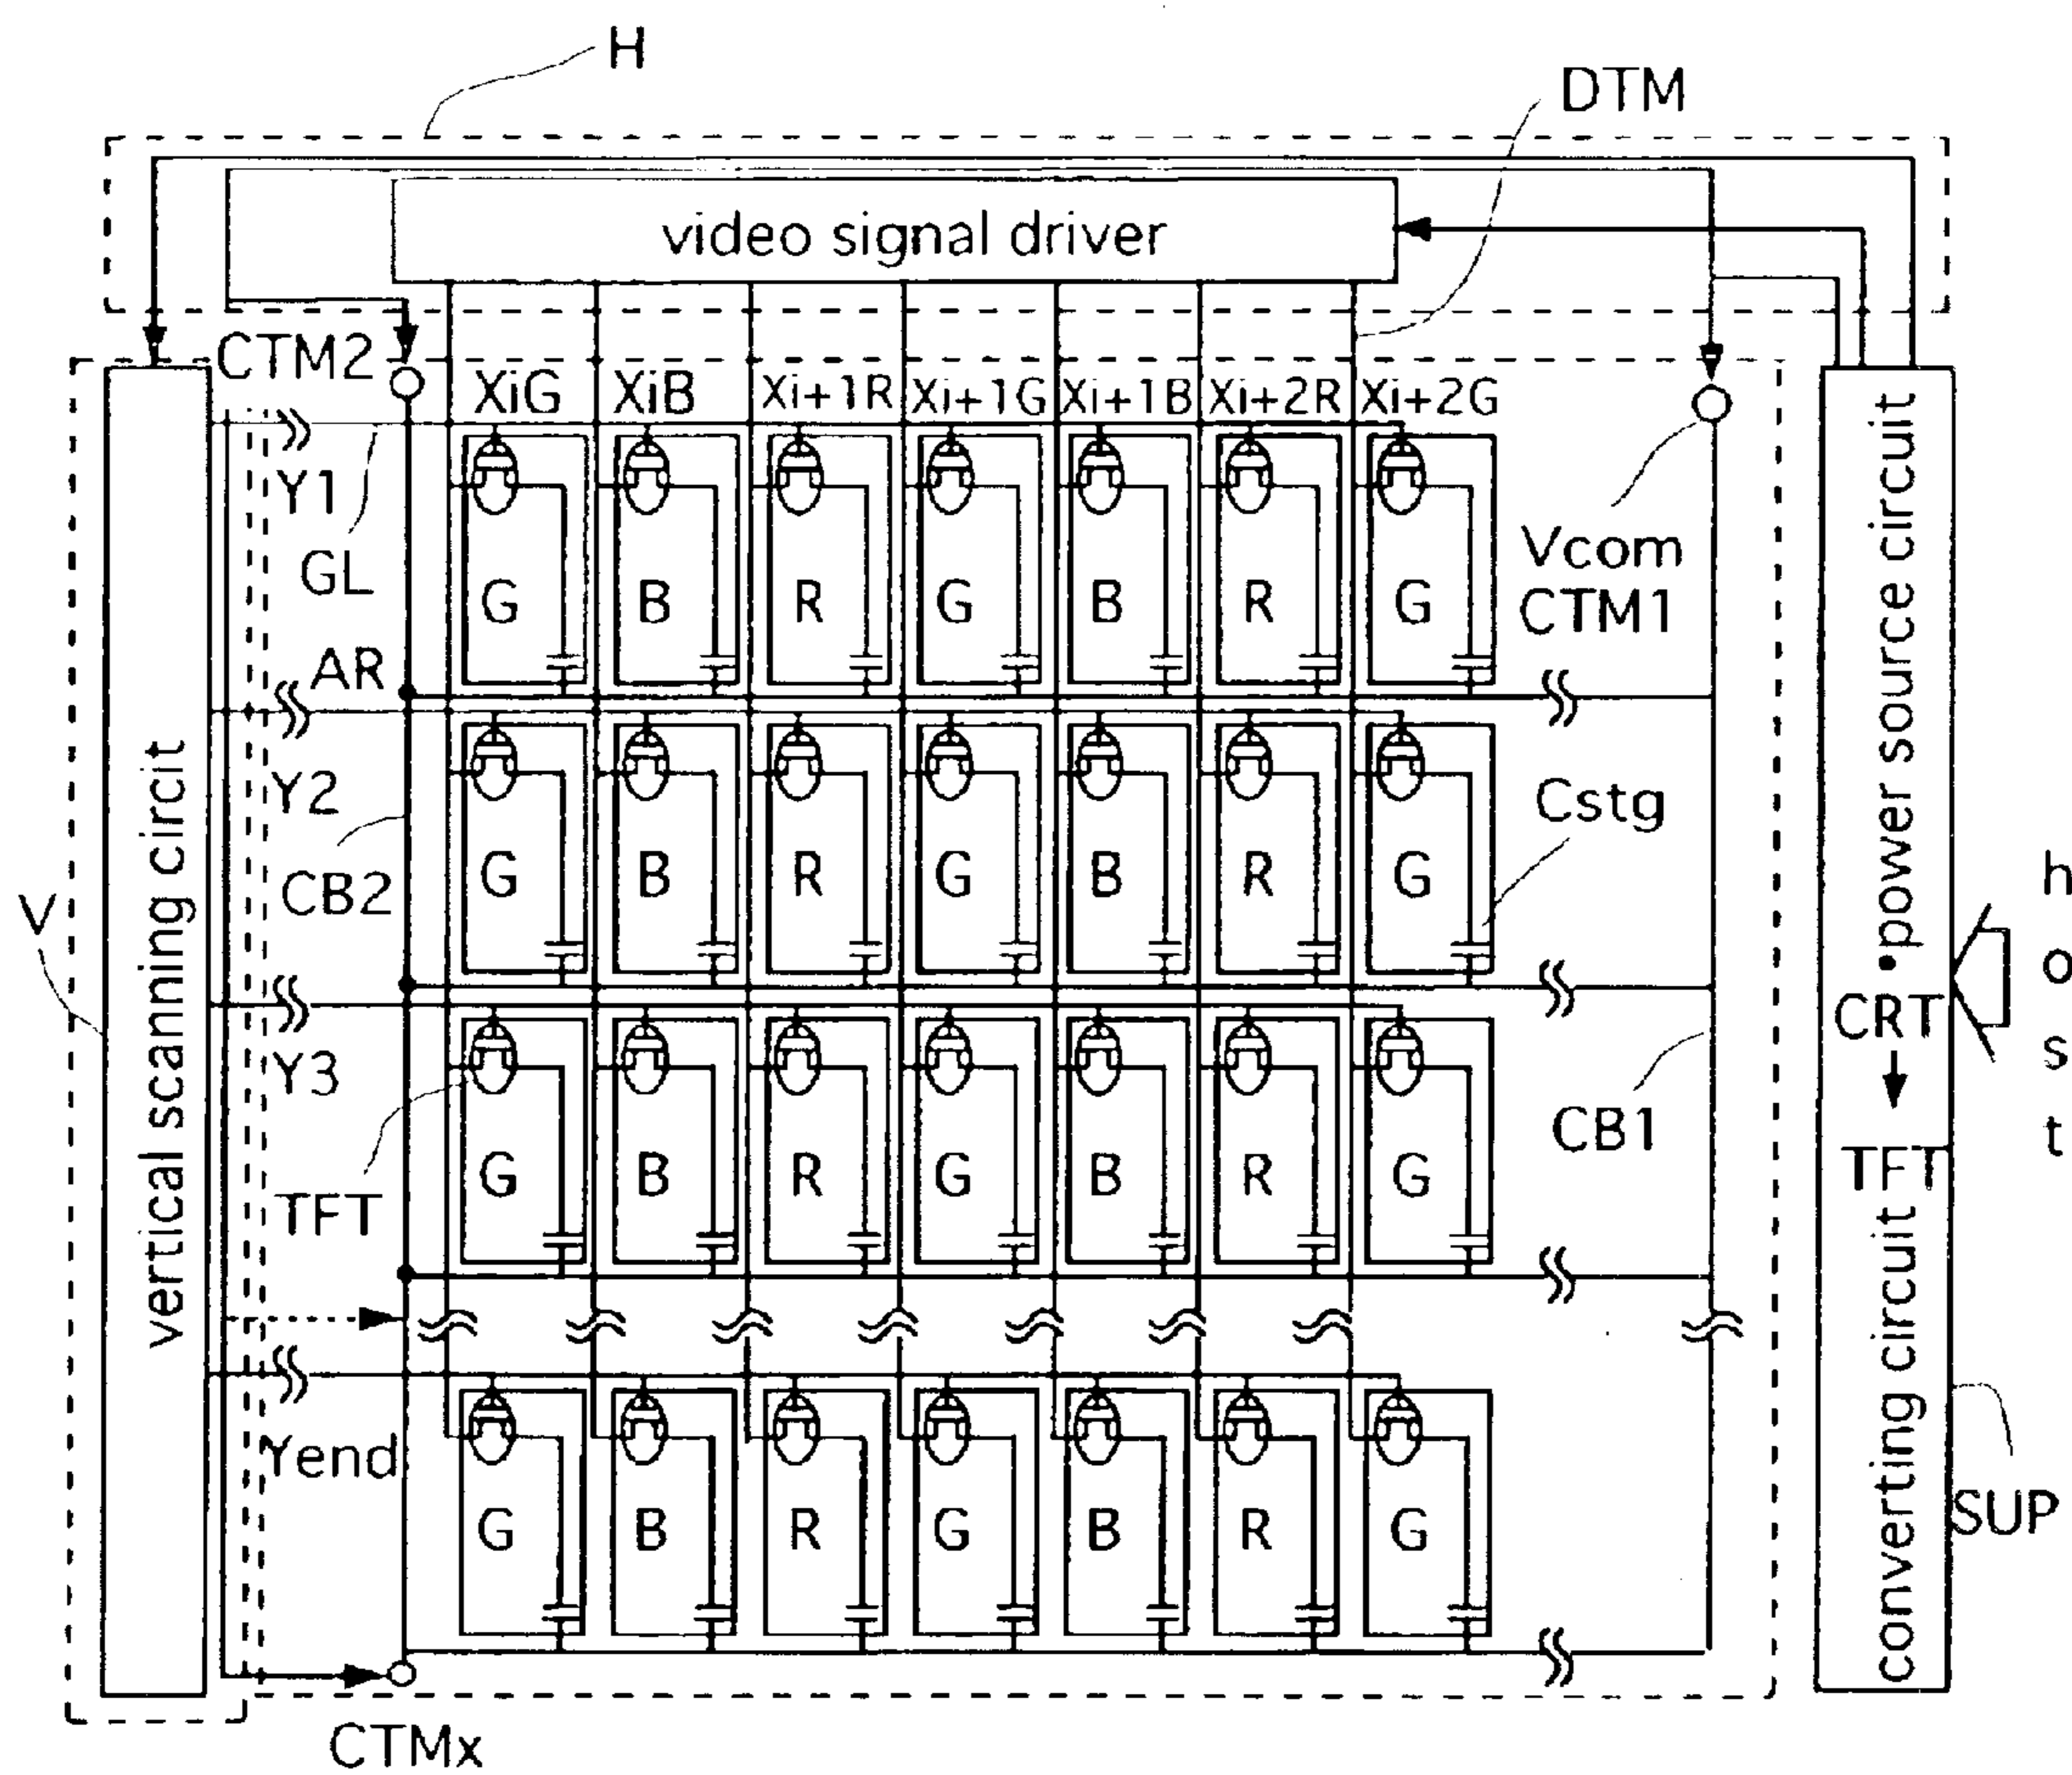 H
DTM
video signal driver
CTM2
XiG XiB Xi+1R Xi+1G Xi+1B Xi+2R Xi+2G
Y1
GL
Vcom
CTM1
G B R G B R G
AR
Y2
Cstg
CB2
G B R G B R G
V
Y3
CB1
TFT
G B R G B R G
Yend
G B R G B R G
CTMx
vertical scanning circit
•power source circuit
CRT
TFT
converting circuit
SUP
host